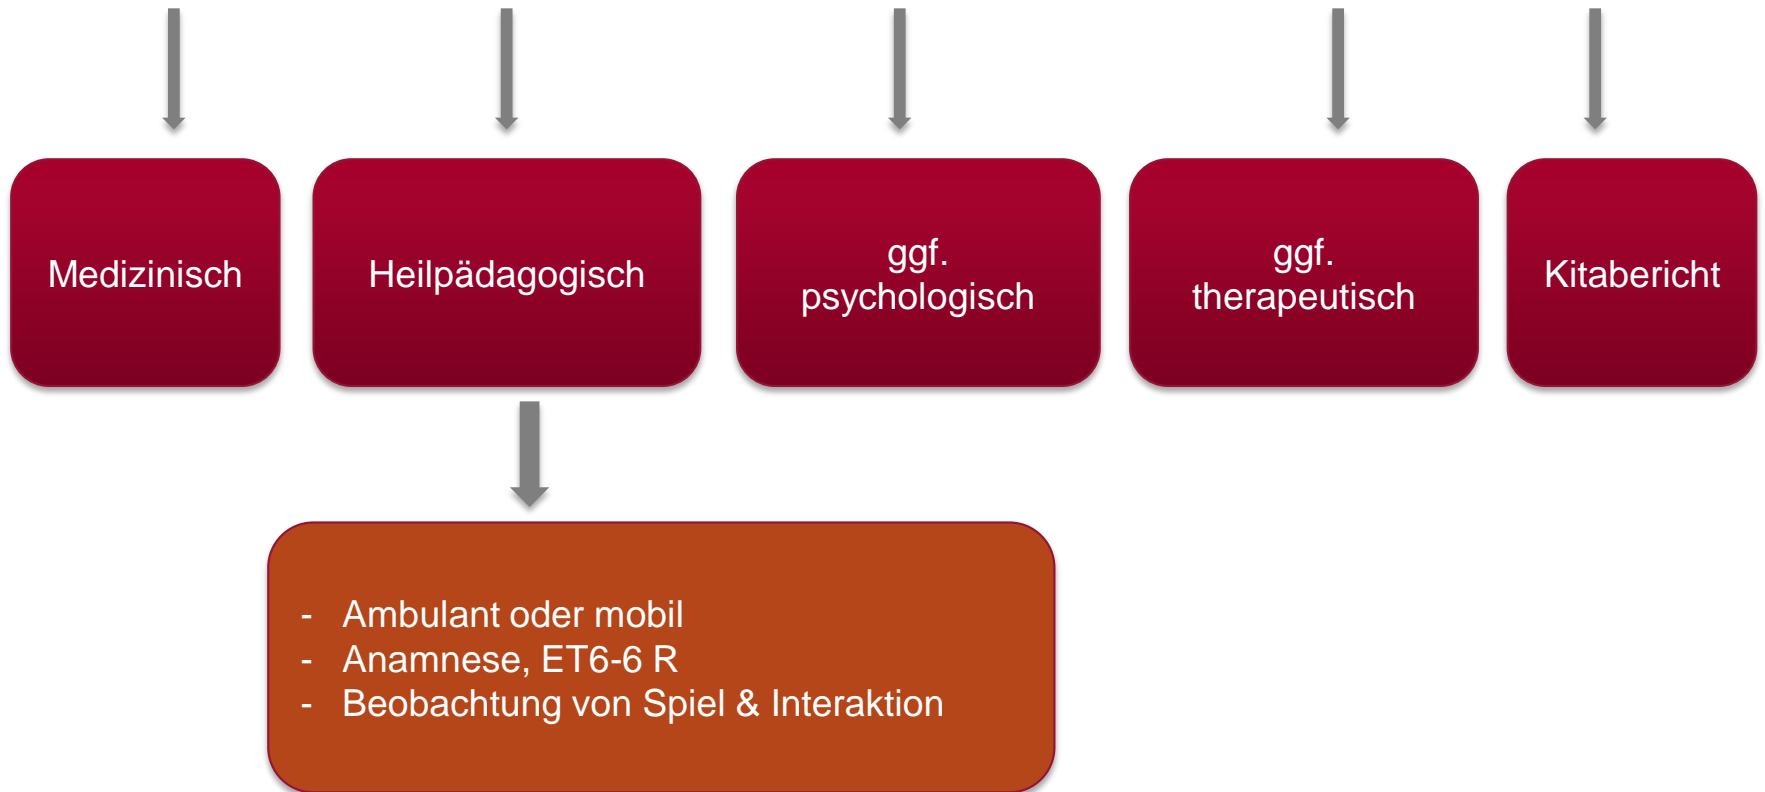 Medizinisch
Heilpädagogisch
ggf.
psychologisch
ggf.
therapeutisch
Kitabericht
- Ambulant oder mobil
- Anamnese, ET6-6 R
- Beobachtung von Spiel & Interaktion